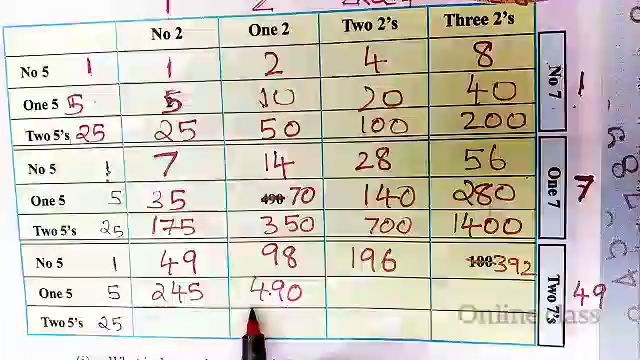 No 2 One 2 Two 2's Three 2's
No 5 1 1 2 4 8
One 5 5 5 10 20 40
Two 5's 25 25 50 100 200
No 7 1
No 5 1 7 14 28 56
One 5 5 35 490 70 140 280
Two 5's 25 175 350 700 1400
One 7 7
No 5 1 49 98 196 392
One 5 5 245 490
Two 5's 25
Two 7's 49
Online class